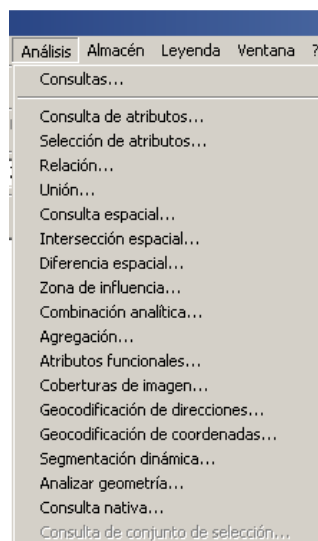 Análisis Almacén Leyenda Ventana ?
Consultas...
Consulta de atributos...
Selección de atributos...
Relación...
Unión...
Consulta espacial...
Intersección espacial...
Diferencia espacial...
Zona de influencia...
Combinación analítica...
Agregación...
Atributos funcionales...
Coberturas de imagen...
Geocodificación de direcciones...
Geocodificación de coordenadas...
Segmentación dinámica...
Analizar geometría...
Consulta nativa...
Consulta de conjunto de selección...